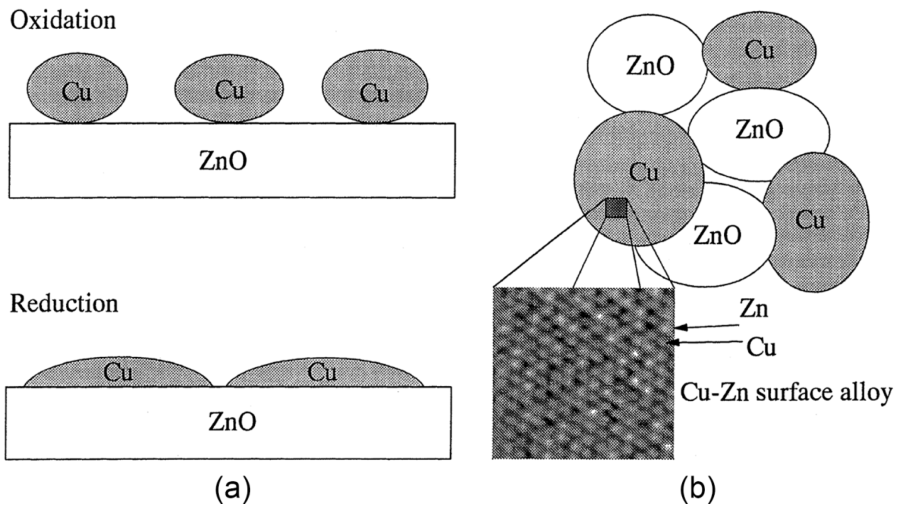 Oxidation
Cu Cu Cu
ZnO
Reduction
Cu Cu
ZnO
(a)
ZnO Cu
ZnO
Cu
Cu
ZnO
Zn
Cu
Cu-Zn surface alloy
(b)